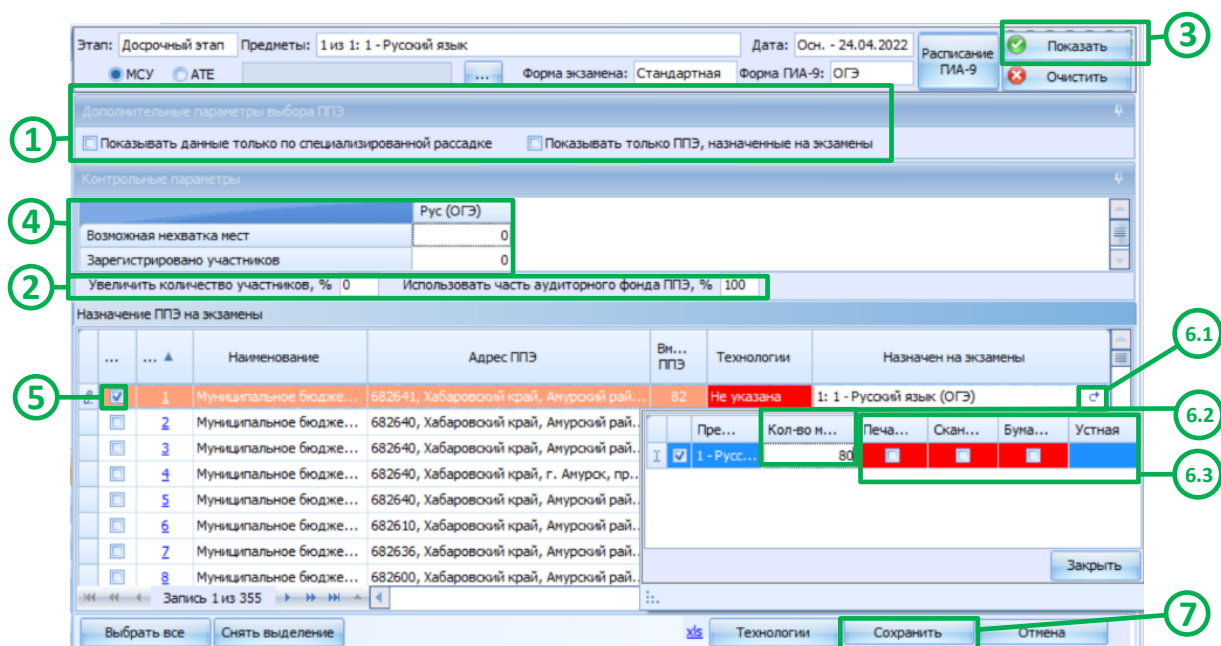 Этап: Досрочный этап Предметы: 1 из 1: 1 - Русский язык Дата: Осн. - 24.04.2022 Расписание ГИА-9 Показать 3
МСУ АТЕ ... Форма экзамена: Стандартная Форма ГИА-9: ОГЭ Очистить
Дополнительные параметры выбора ППЭ
1 Показывать данные только по специализированной рассадке Показывать только ППЭ, назначенные на экзамены
Контрольные параметры
4 Рус (ОГЭ)
Возможная нехватка мест 0
Зарегистрировано участников 0
2 Увеличить количество участников, % 0 Использовать часть аудиторного фонда ППЭ, % 100
Назначение ППЭ на экзамены
... ... Наименование Адрес ППЭ Вм... ППЭ Технологии Назначен на экзамены 6.1
5 1 Муниципальное бюдже... 682641, Хабаровский край, Амурский рай... 82 Не указана 1: 1 - Русский язык (ОГЭ)
2 Муниципальное бюдже... 682640, Хабаровский край, Амурский рай..
Пре... Кол-во м... Печа... Скан... Бума... Устная 6.2
3 Муниципальное бюдже... 682640, Хабаровский край, Амурский рай..
1 - Русс... 80
4 Муниципальное бюдже... 682640, Хабаровский край, г. Амурск, пр.. 6.3
5 Муниципальное бюдже... 682640, Хабаровский край, Амурский рай..
6 Муниципальное бюдже... 682610, Хабаровский край, Амурский рай..
7 Муниципальное бюдже... 682636, Хабаровский край, Амурский рай..
8 Муниципальное бюдже... 682600, Хабаровский край, Амурский рай..
Закрыть
Запись 1 из 355
Выбрать все Снять выделение xls Технологии Сохранить Отмена 7